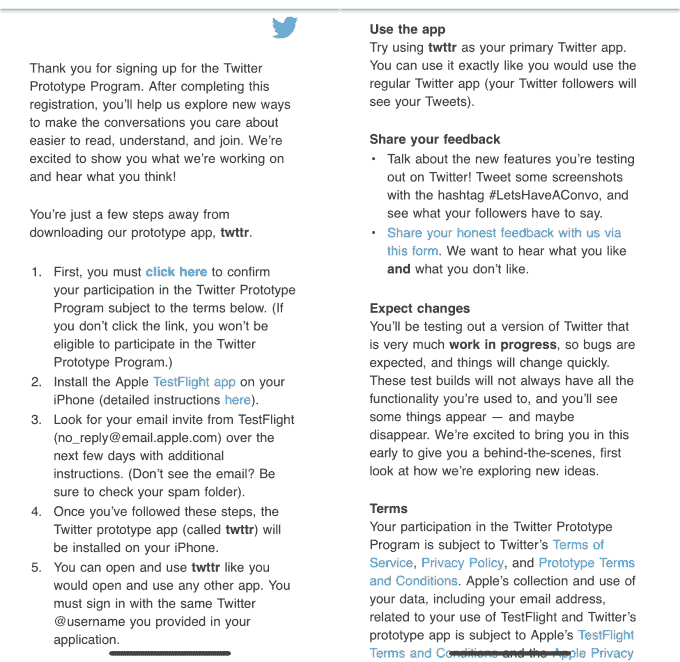 Thank you for signing up for the Twitter
Prototype Program. After completing this
registration, you’ll help us explore new ways
to make the conversations you care about
easier to read, understand, and join. We’re
excited to show you what we’re working on
and hear what you think!
You’re just a few steps away from
downloading our prototype app, twttr.
1. First, you must click here to confirm
your participation in the Twitter Prototype
Program subject to the terms below. (If
you don’t click the link, you won’t be
eligible to participate in the Twitter
Prototype Program.)
2. Install the Apple TestFlight app on your
iPhone (detailed instructions here).
3. Look for your email invite from TestFlight
(no_reply@email.apple.com) over the
next few days with additional
instructions. (Don’t see the email? Be
sure to check your spam folder).
4. Once you’ve followed these steps, the
Twitter prototype app (called twttr) will
be installed on your iPhone.
5. You can open and use twttr like you
would open and use any other app. You
must sign in with the same Twitter
@username you provided in your
application.
Use the app
Try using twttr as your primary Twitter app.
You can use it exactly like you would use the
regular Twitter app (your Twitter followers will
see your Tweets).
Share your feedback
• Talk about the new features you’re testing
out on Twitter! Tweet some screenshots
with the hashtag #LetsHaveAConvo, and
see what your followers have to say.
• Share your honest feedback with us via
this form. We want to hear what you like
and what you don’t like.
Expect changes
You’ll be testing out a version of Twitter that
is very much work in progress, so bugs are
expected, and things will change quickly.
These test builds will not always have all the
functionality you’re used to, and you’ll see
some things appear — and maybe
disappear. We’re excited to bring you in this
early to give you a behind-the-scenes, first
look at how we’re exploring new ideas.
Terms
Your participation in the Twitter Prototype
Program is subject to Twitter’s Terms of
Service, Privacy Policy, and Prototype Terms
and Conditions. Apple’s collection and use of
your data, including your email address,
related to your use of TestFlight and Twitter’s
prototype app is subject to Apple’s TestFlight
Terms and Conditions and the Apple Privacy